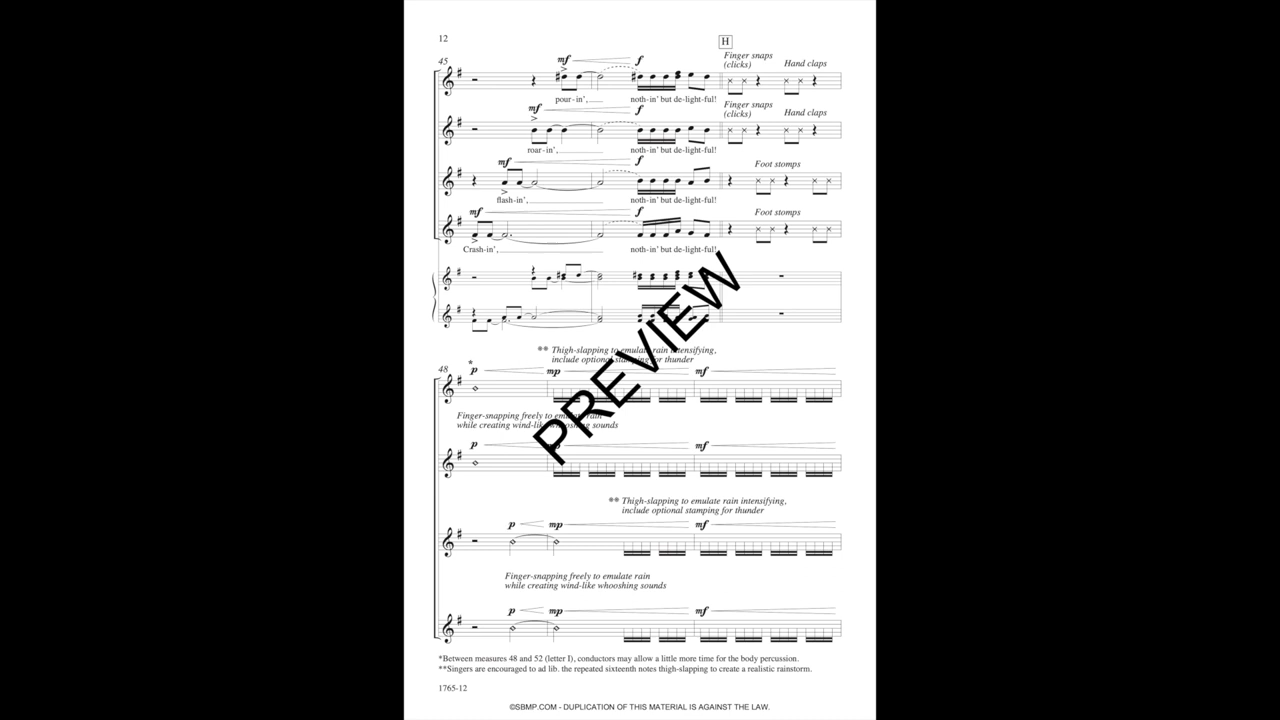 12
H
45
mf
f
Finger snaps
(clicks)
Hand claps
pour-in',
noth-in' but de-light-ful!
mf
f
Finger snaps
(clicks)
Hand claps
roar-in',
noth-in' but de-light-ful!
mf
f
Foot stomps
flash-in',
noth-in' but de-light-ful!
mf
f
Foot stomps
Crash-in',
noth-in' but de-light-ful!
PREVIEW
** Thigh-slapping to emulate rain intensifying,
include optional stamping for thunder
48
*
p
mp
mf
Finger-snapping freely to emulate rain
while creating wind-like whooshing sounds
p
mp
mf
** Thigh-slapping to emulate rain intensifying,
include optional stamping for thunder
p
mp
mf
Finger-snapping freely to emulate rain
while creating wind-like whooshing sounds
p
mp
mf
*Between measures 48 and 52 (letter I), conductors may allow a little more time for the body percussion.
**Singers are encouraged to ad lib. the repeated sixteenth notes thigh-slapping to create a realistic rainstorm.
1765-12
©SBMP.COM - DUPLICATION OF THIS MATERIAL IS AGAINST THE LAW.